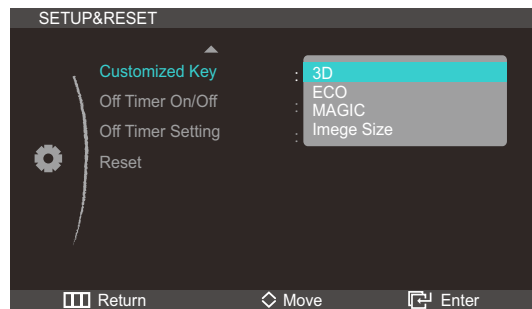 SETUP&RESET
Customized Key : 3D
ECO
Off Timer On/Off :
MAGIC
Off Timer Setting :
Imege Size
Reset
Return Move Enter